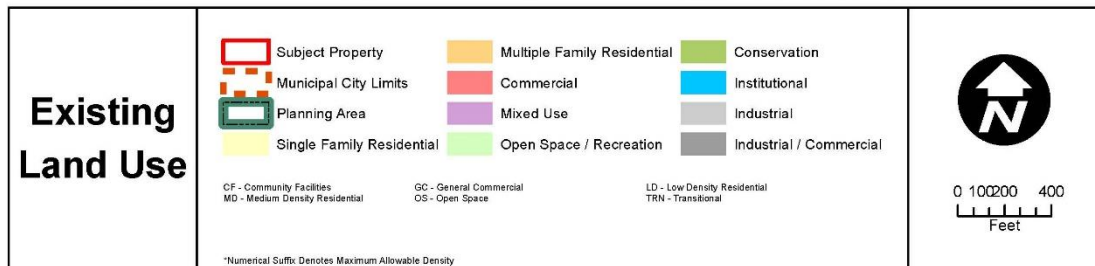 Existing
Land Use
Subject Property
Municipal City Limits
Planning Area
Single Family Residential
Multiple Family Residential
Commercial
Mixed Use
Open Space / Recreation
Conservation
Institutional
Industrial
Industrial / Commercial
CF - Community Facilities
MD - Medium Density Residential
GC - General Commercial
OS - Open Space
LD - Low Density Residential
TRN - Transitional
*Numerical Suffix Denotes Maximum Allowable Density
N
0 100200 400
Feet